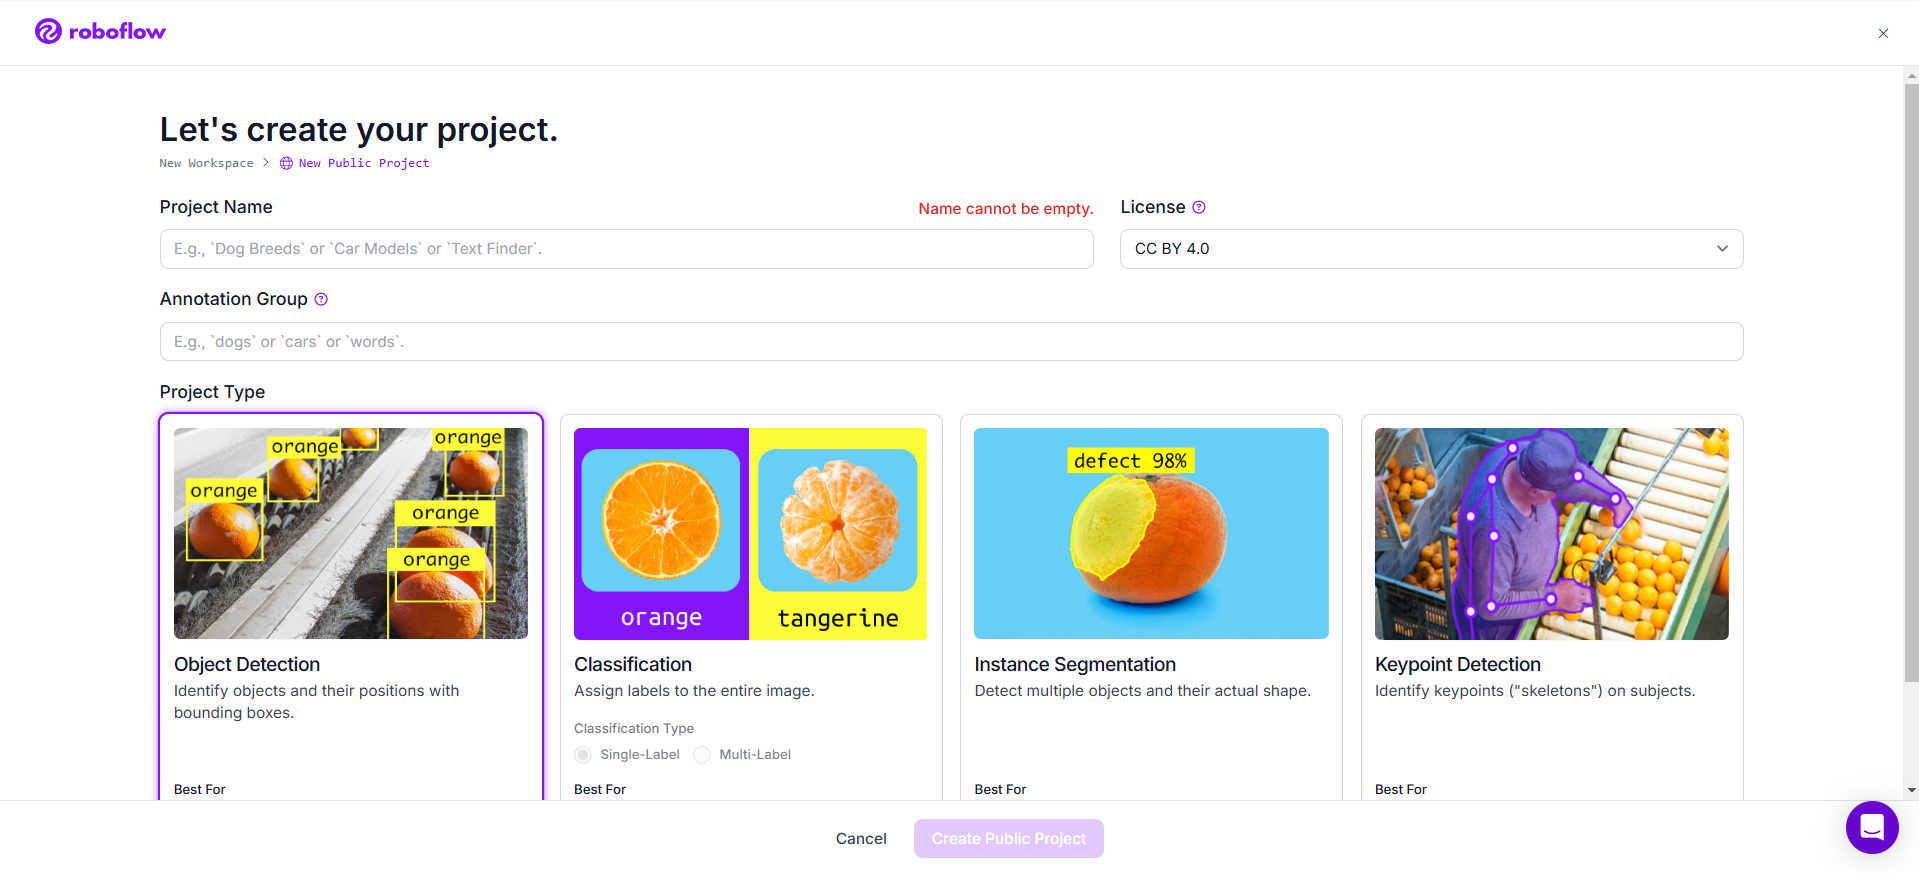 roboflow
Let's create your project.
New Workspace > New Public Project
Project Name
Name cannot be empty.
License
E.g., `Dog Breeds` or `Car Models` or `Text Finder`.
CC BY 4.0
Annotation Group
E.g., `dogs` or `cars` or `words`.
Project Type
orange
orange
orange
orange
orange
Object Detection
Identify objects and their positions with
bounding boxes.
Best For
orange
tangerine
Classification
Assign labels to the entire image.
Classification Type
Single-Label
Multi-Label
Best For
defect 98%
Instance Segmentation
Detect multiple objects and their actual shape.
Best For
Keypoint Detection
Identify keypoints ("skeletons") on subjects.
Best For
Cancel
Create Public Project